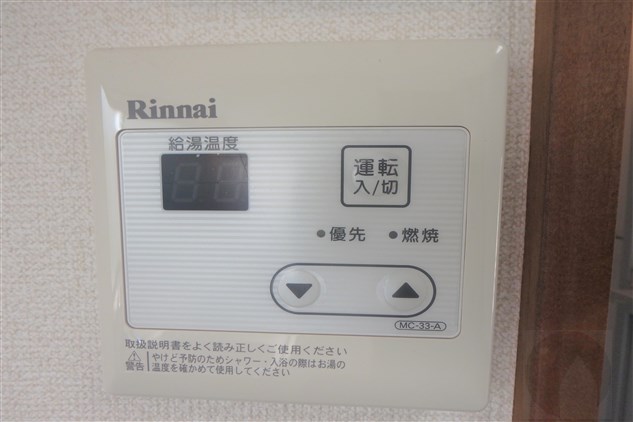 Rinnai
給湯温度
運転
入/切
優先 燃焼
MC-33-A
取扱説明書をよく読み正しくご使用ください
警告 やけど予防のためシャワー・入浴の際はお湯の
温度を確かめて使用してください